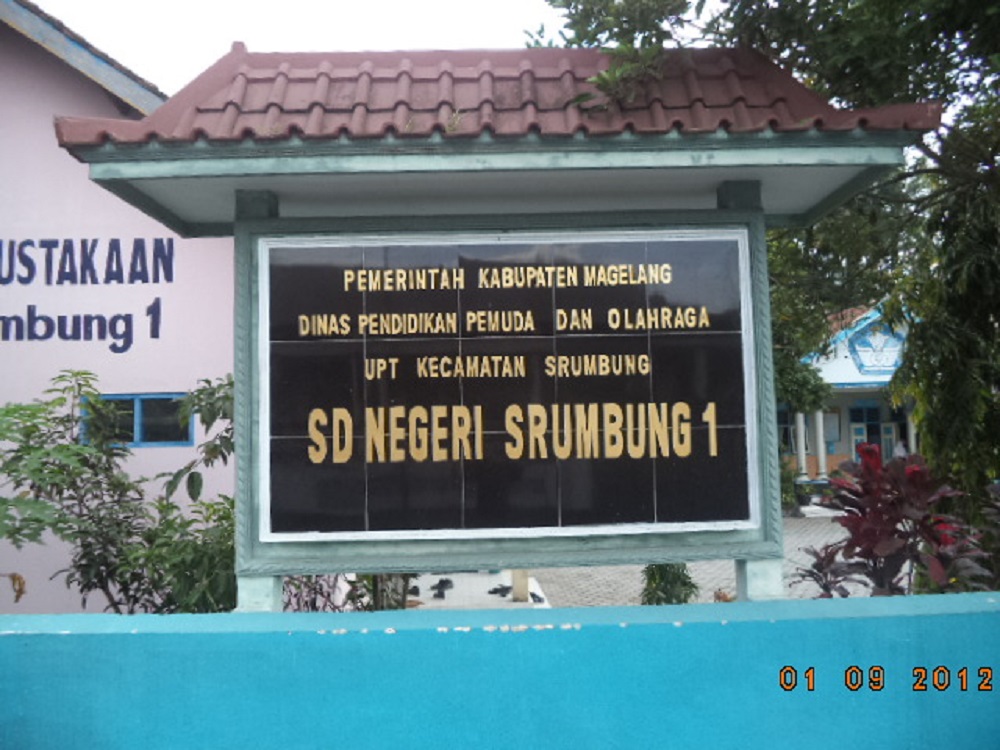 USTAKAAN
mbung 1
PEMERINTAH KABUPATEN MAGELANG
DINAS PENDIDIKAN PEMUDA DAN OLAHRAGA
UPT KECAMATAN SRUMBUNG
SD NEGERI SRUMBUNG 1
01 09 2012